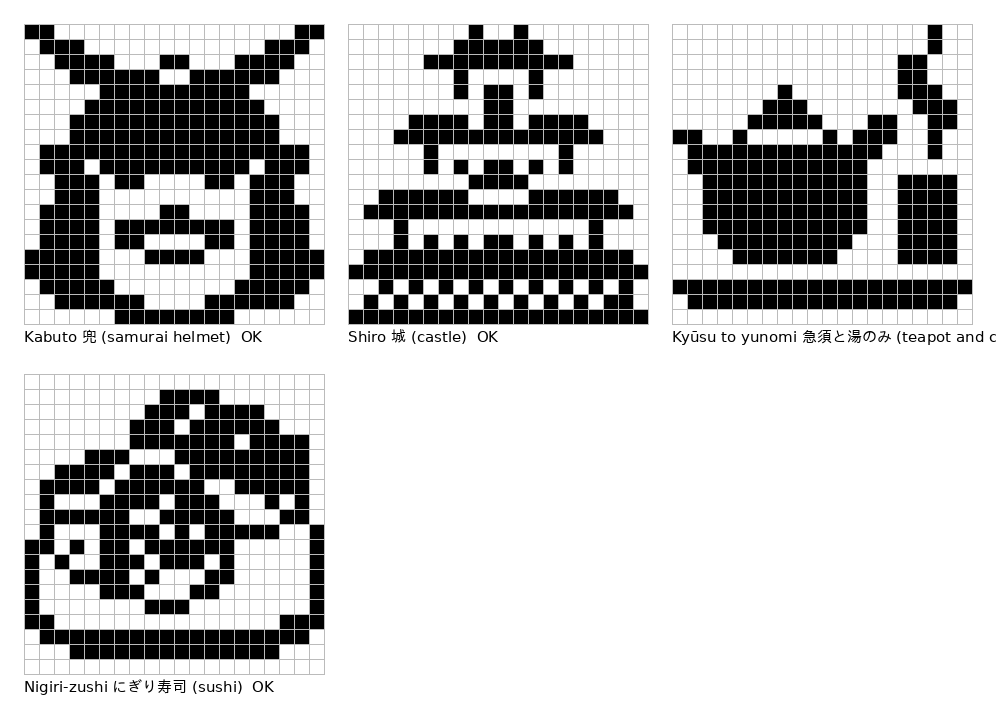 Kabuto 兜 (samurai helmet)  OK
Shiro 城 (castle)  OK
Kyūsu to yunomi 急須と湯のみ (teapot and c
Nigiri-zushi にぎり寿司 (sushi)  OK